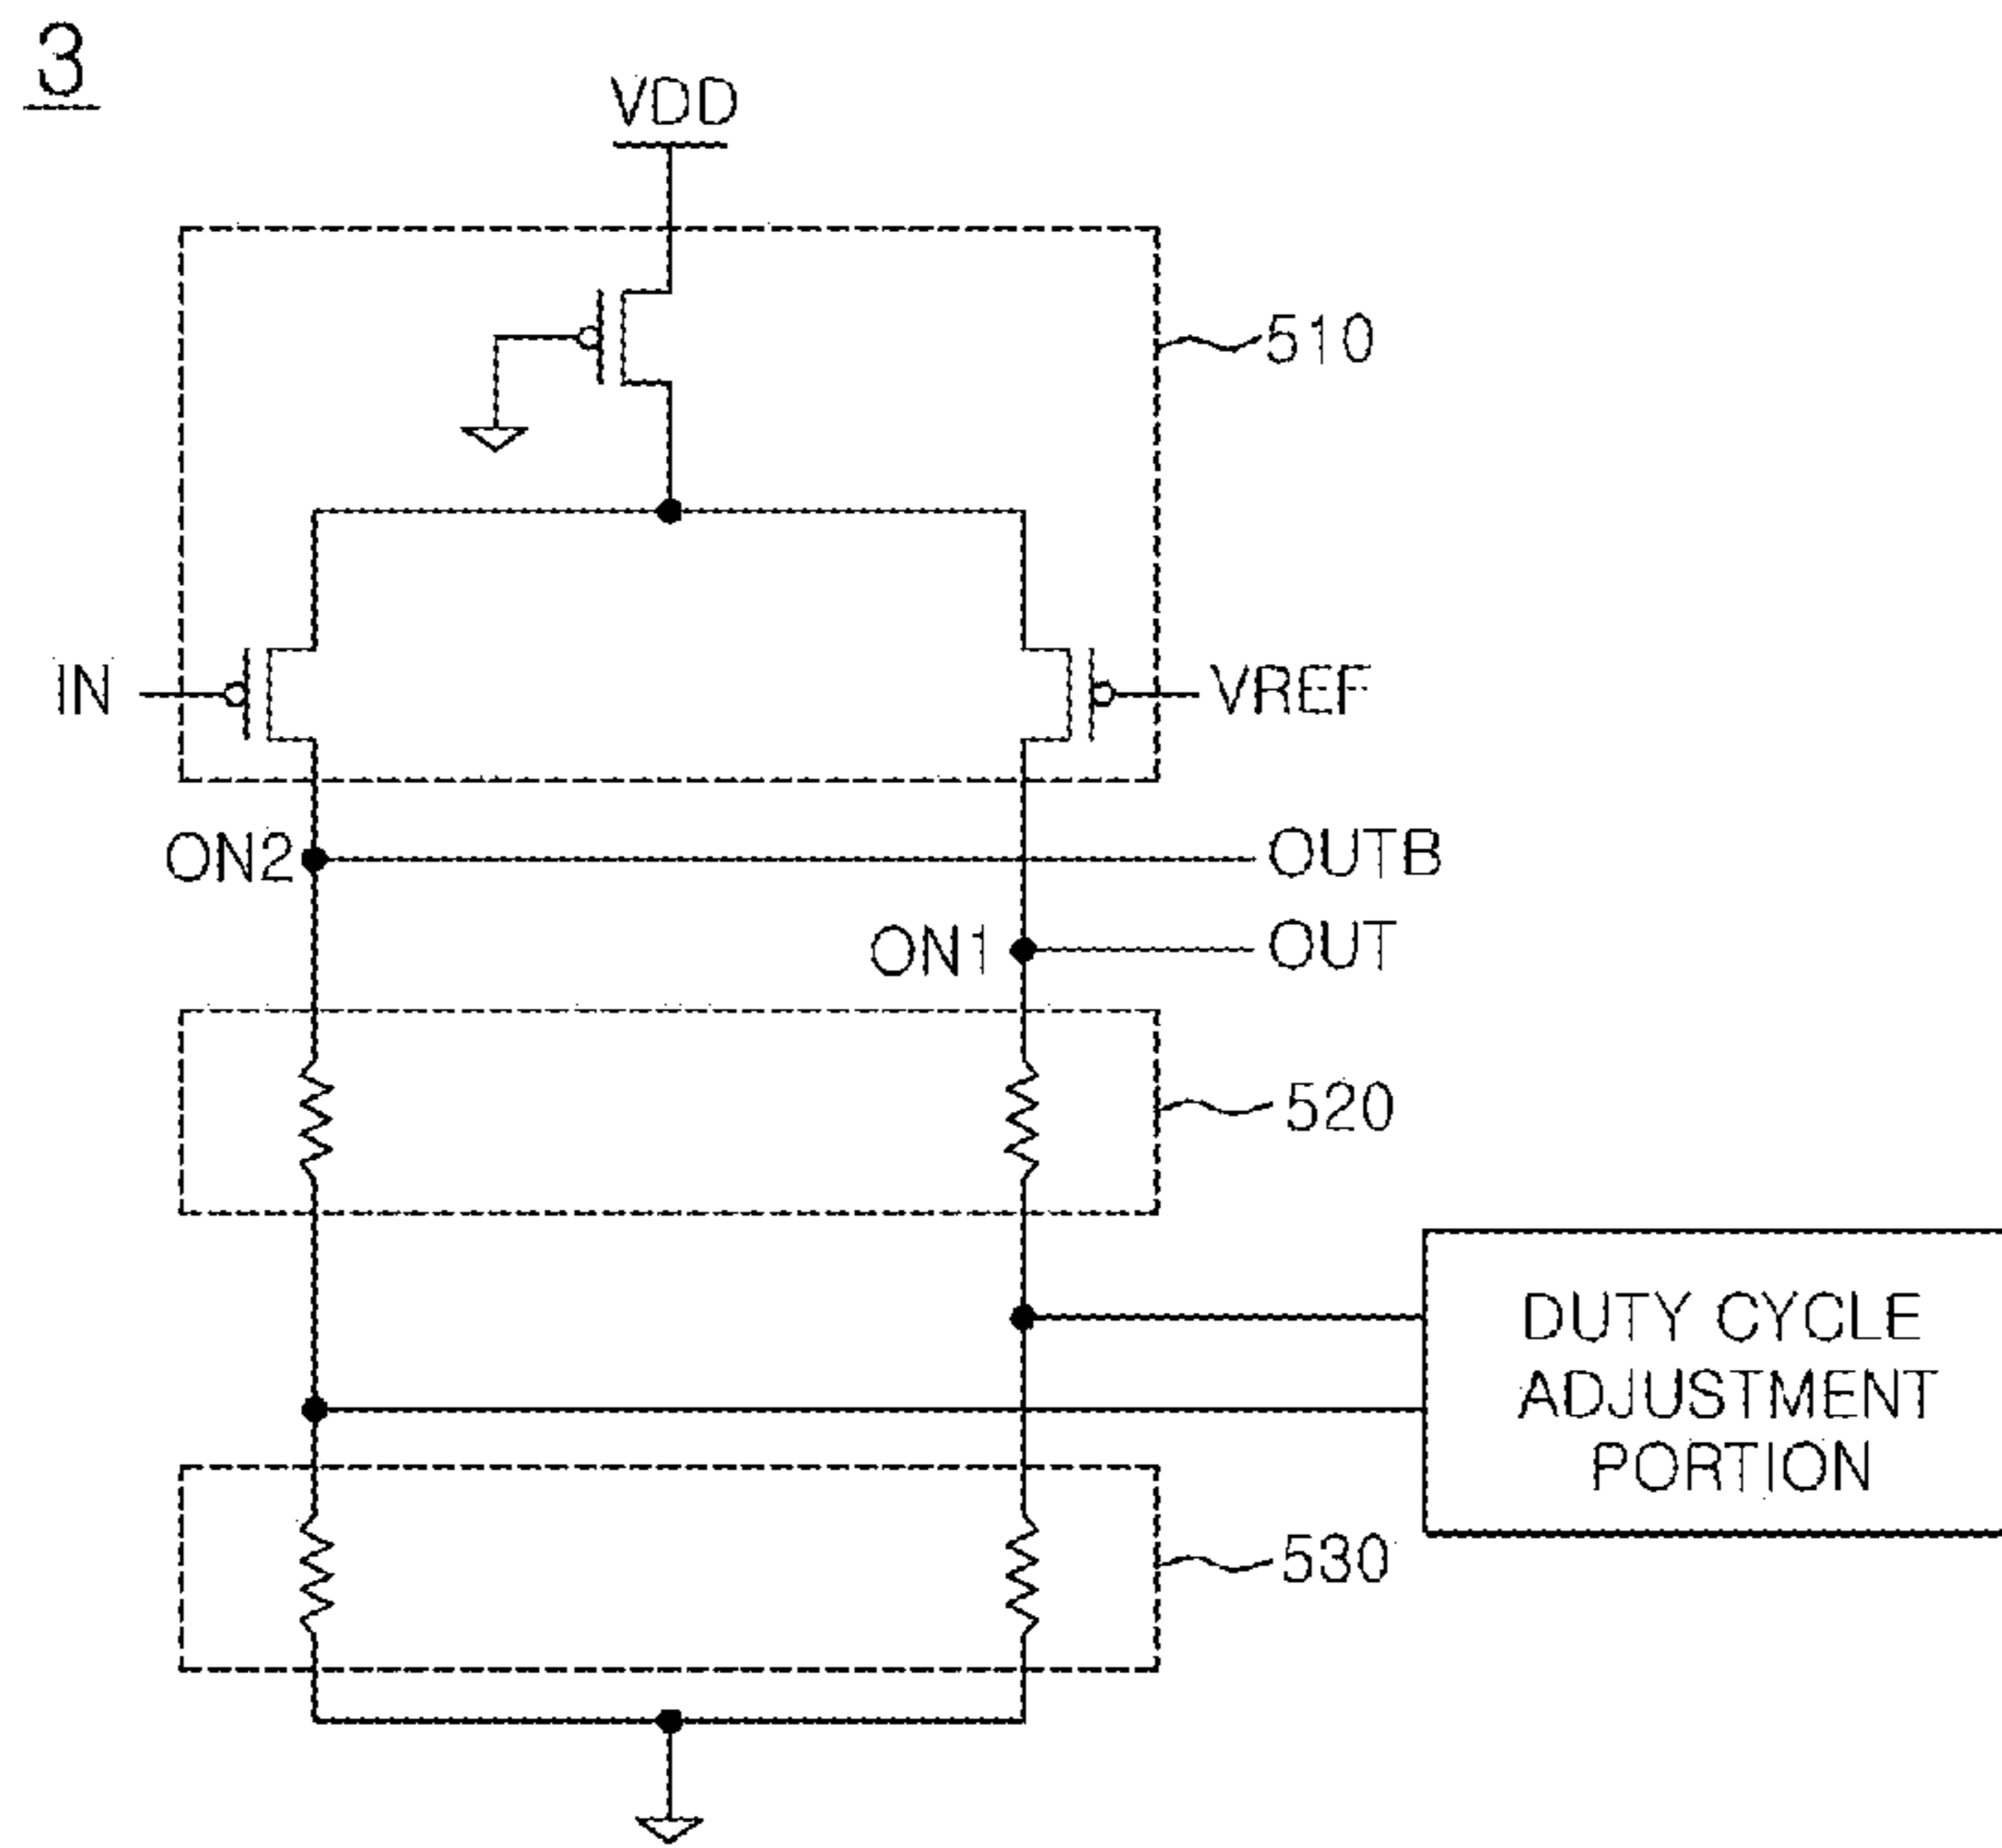 3
VDD
510
IN
VREF
ON2
OUTB
ON1
OUT
520
DUTY CYCLE
ADJUSTMENT
PORTION
530